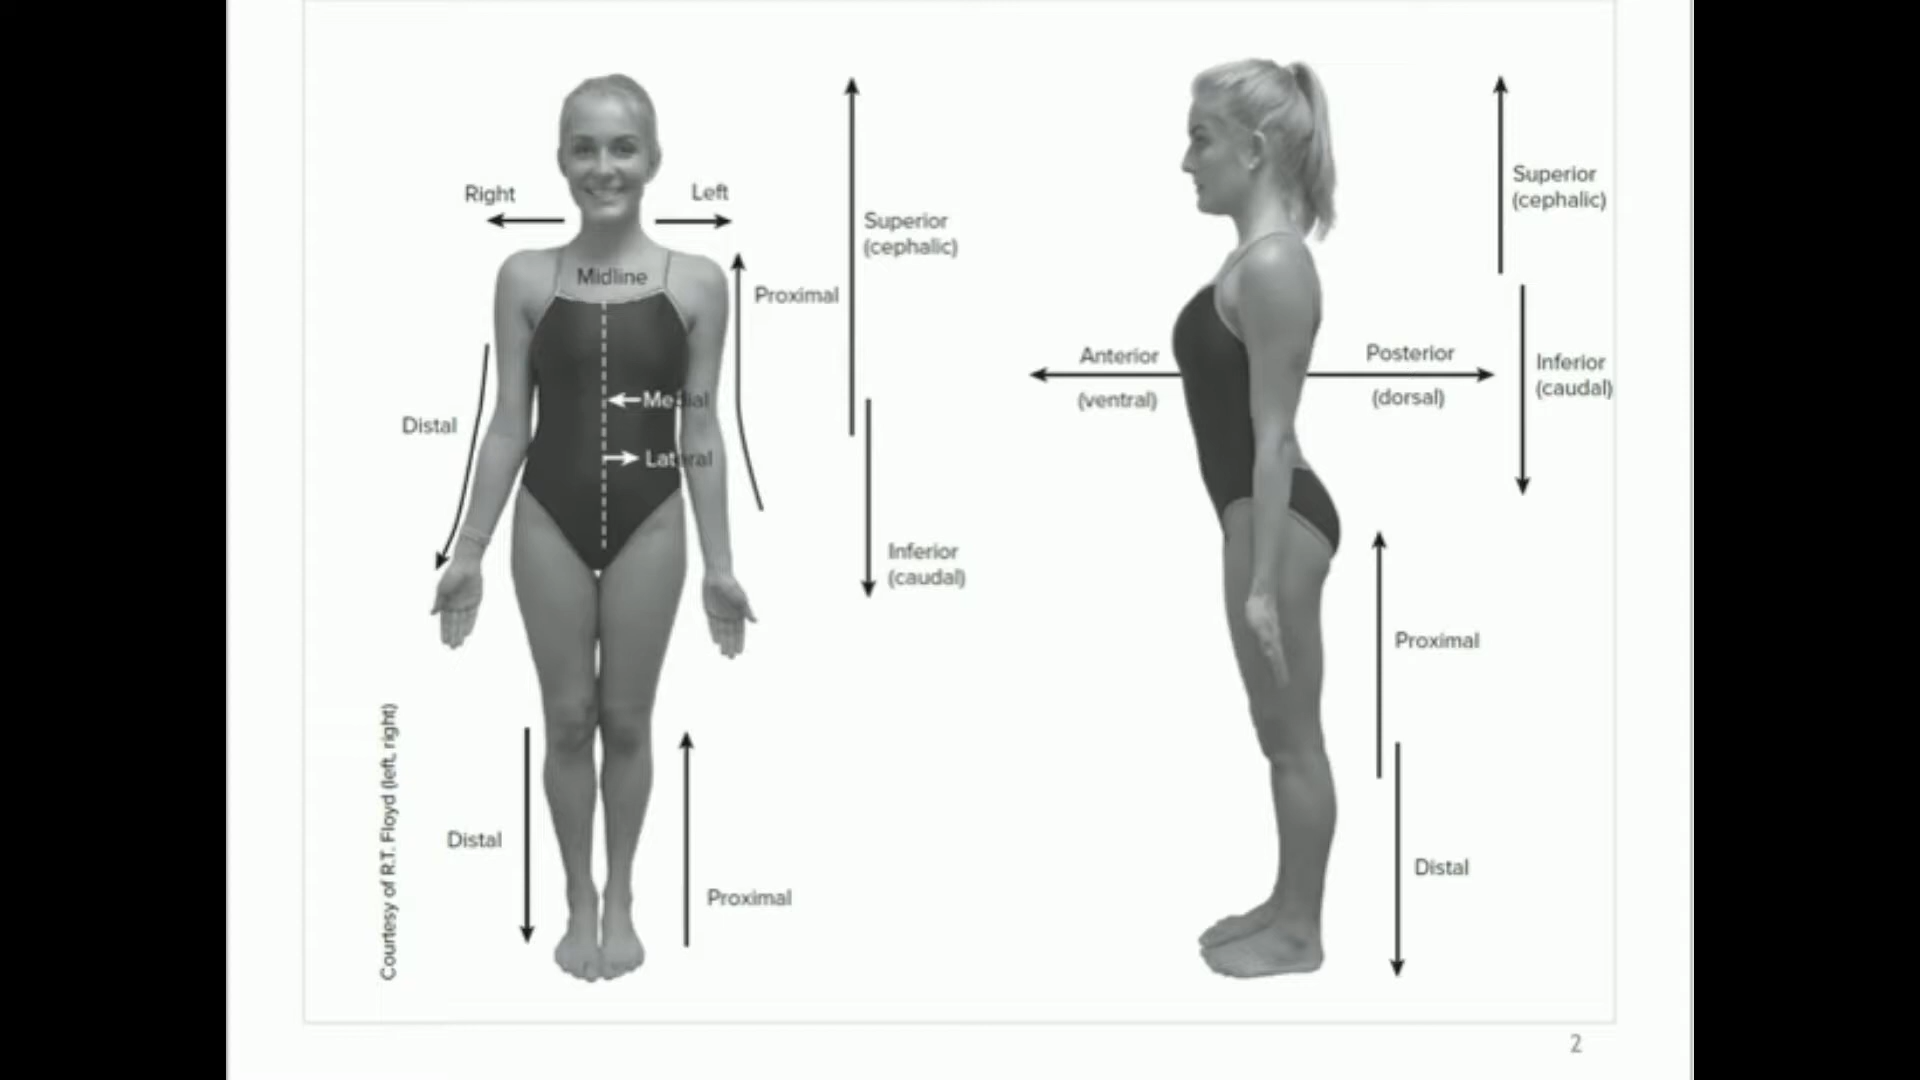 Right
Left
Superior
(cephalic)
Midline
Proximal
Medial
Lateral
Distal
Inferior
(caudal)
Distal
Proximal
Courtesy of R.T. Floyd (left, right)
Superior
(cephalic)
Anterior
(ventral)
Posterior
(dorsal)
Inferior
(caudal)
Proximal
Distal
2